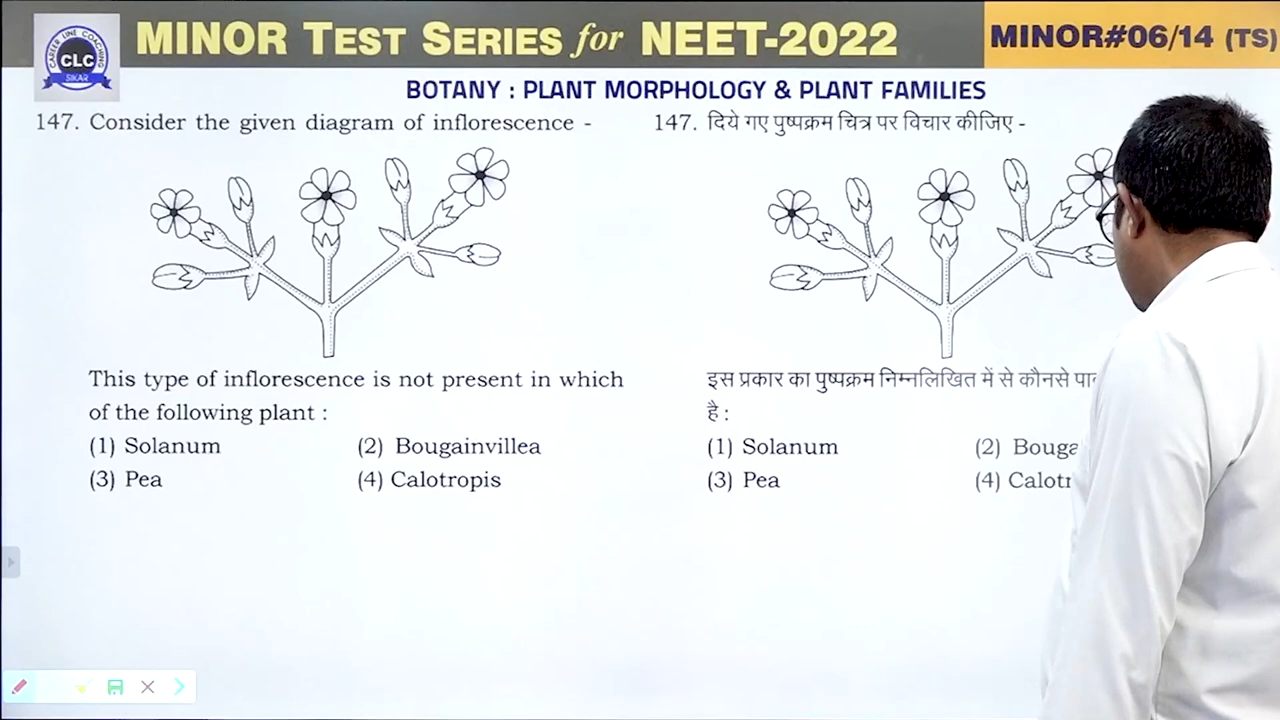 MINOR TEST SERIES for NEET-2022
MINOR#06/14 (TS)
CAREER LINE COACHING
CLC
SIKAR
BOTANY : PLANT MORPHOLOGY & PLANT FAMILIES
147. Consider the given diagram of inflorescence -
This type of inflorescence is not present in which
of the following plant :
(1) Solanum (2) Bougainvillea
(3) Pea (4) Calotropis
147. दिये गए पुष्पक्रम चित्र पर विचार कीजिए -
इस प्रकार का पुष्पक्रम निम्नलिखित में से कौनसे
है :
(1) Solanum (2)
(3) Pea (4)